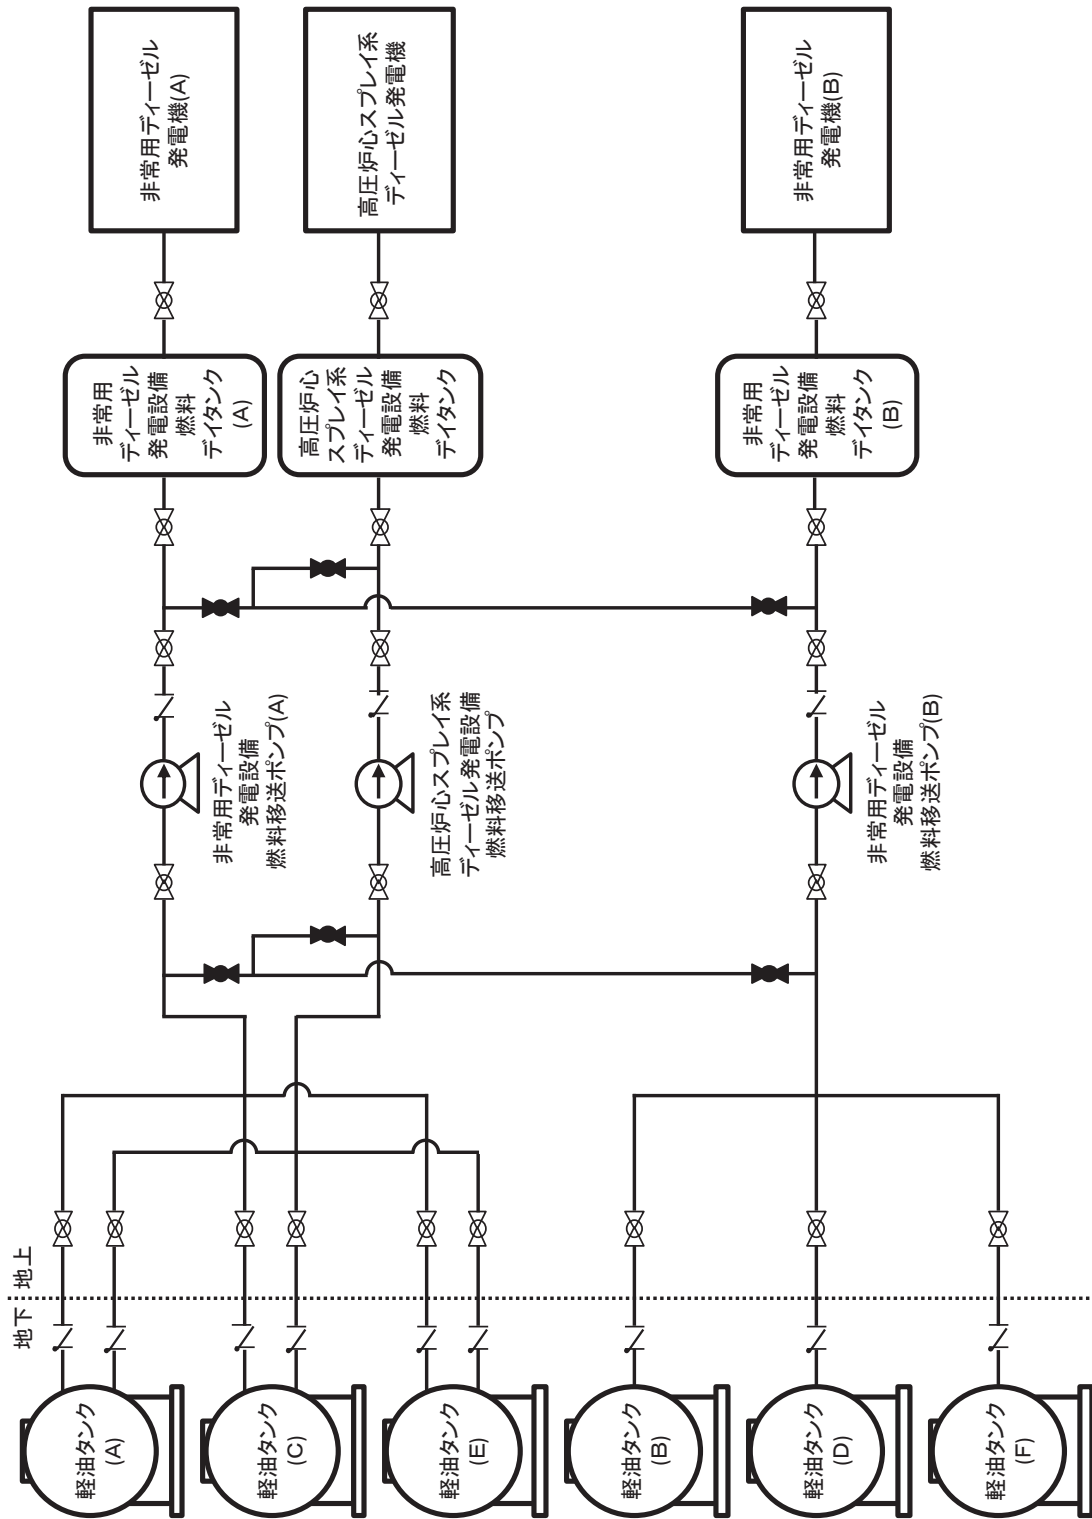 非常用ディーゼル
発電機(A)
高圧炉心スプレイ系
ディーゼル発電機
非常用ディーゼル
発電機(B)
非常用
ディーゼル
発電設備
燃料
デイタンク
(A)
高圧炉心
スプレイ系
ディーゼル
発電設備
燃料
デイタンク
非常用
ディーゼル
発電設備
燃料
デイタンク
(B)
非常用ディーゼル
発電設備
燃料移送ポンプ(A)
高圧炉心スプレイ系
ディーゼル発電設備
燃料移送ポンプ
非常用ディーゼル
発電設備
燃料移送ポンプ(B)
地上
地下
軽油タンク
(A)
軽油タンク
(C)
軽油タンク
(E)
軽油タンク
(B)
軽油タンク
(D)
軽油タンク
(F)